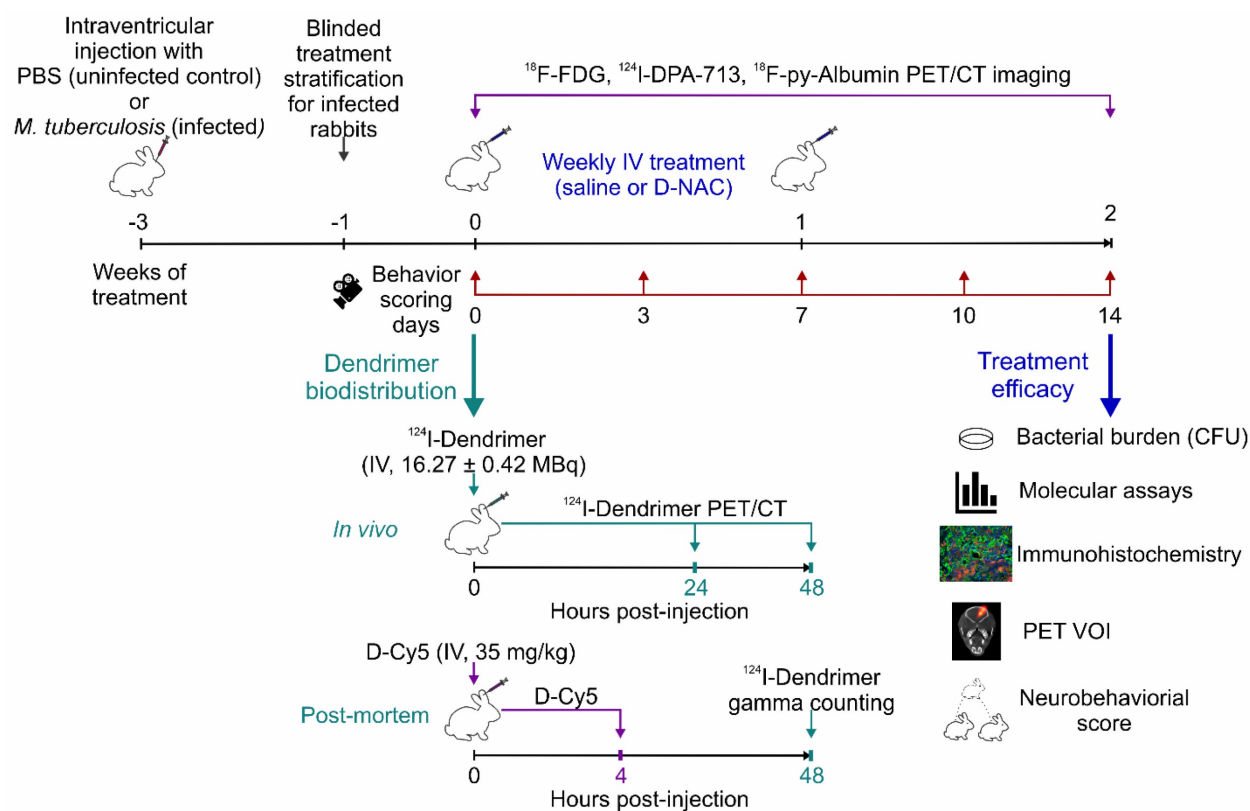 Intraventricular
injection with
PBS (uninfected control)
or
M. tuberculosis (infected)
Blinded
treatment
stratification
for infected
rabbits
18F-FDG, 124I-DPA-713, 18F-py-Albumin PET/CT imaging
Weekly IV treatment
(saline or D-NAC)
-3
-1
0
1
2
Weeks of
treatment
Behavior
scoring
days
0
3
7
10
14
Dendrimer
biodistribution
Treatment
efficacy
124I-Dendrimer
(IV, 16.27 ± 0.42 MBq)
In vivo
124I-Dendrimer PET/CT
0
24
48
Hours post-injection
D-Cy5 (IV, 35 mg/kg)
Post-mortem
D-Cy5
124I-Dendrimer
gamma counting
0
4
48
Hours post-injection
Bacterial burden (CFU)
Molecular assays
Immunohistochemistry
PET VOI
Neurobehaviorial
score